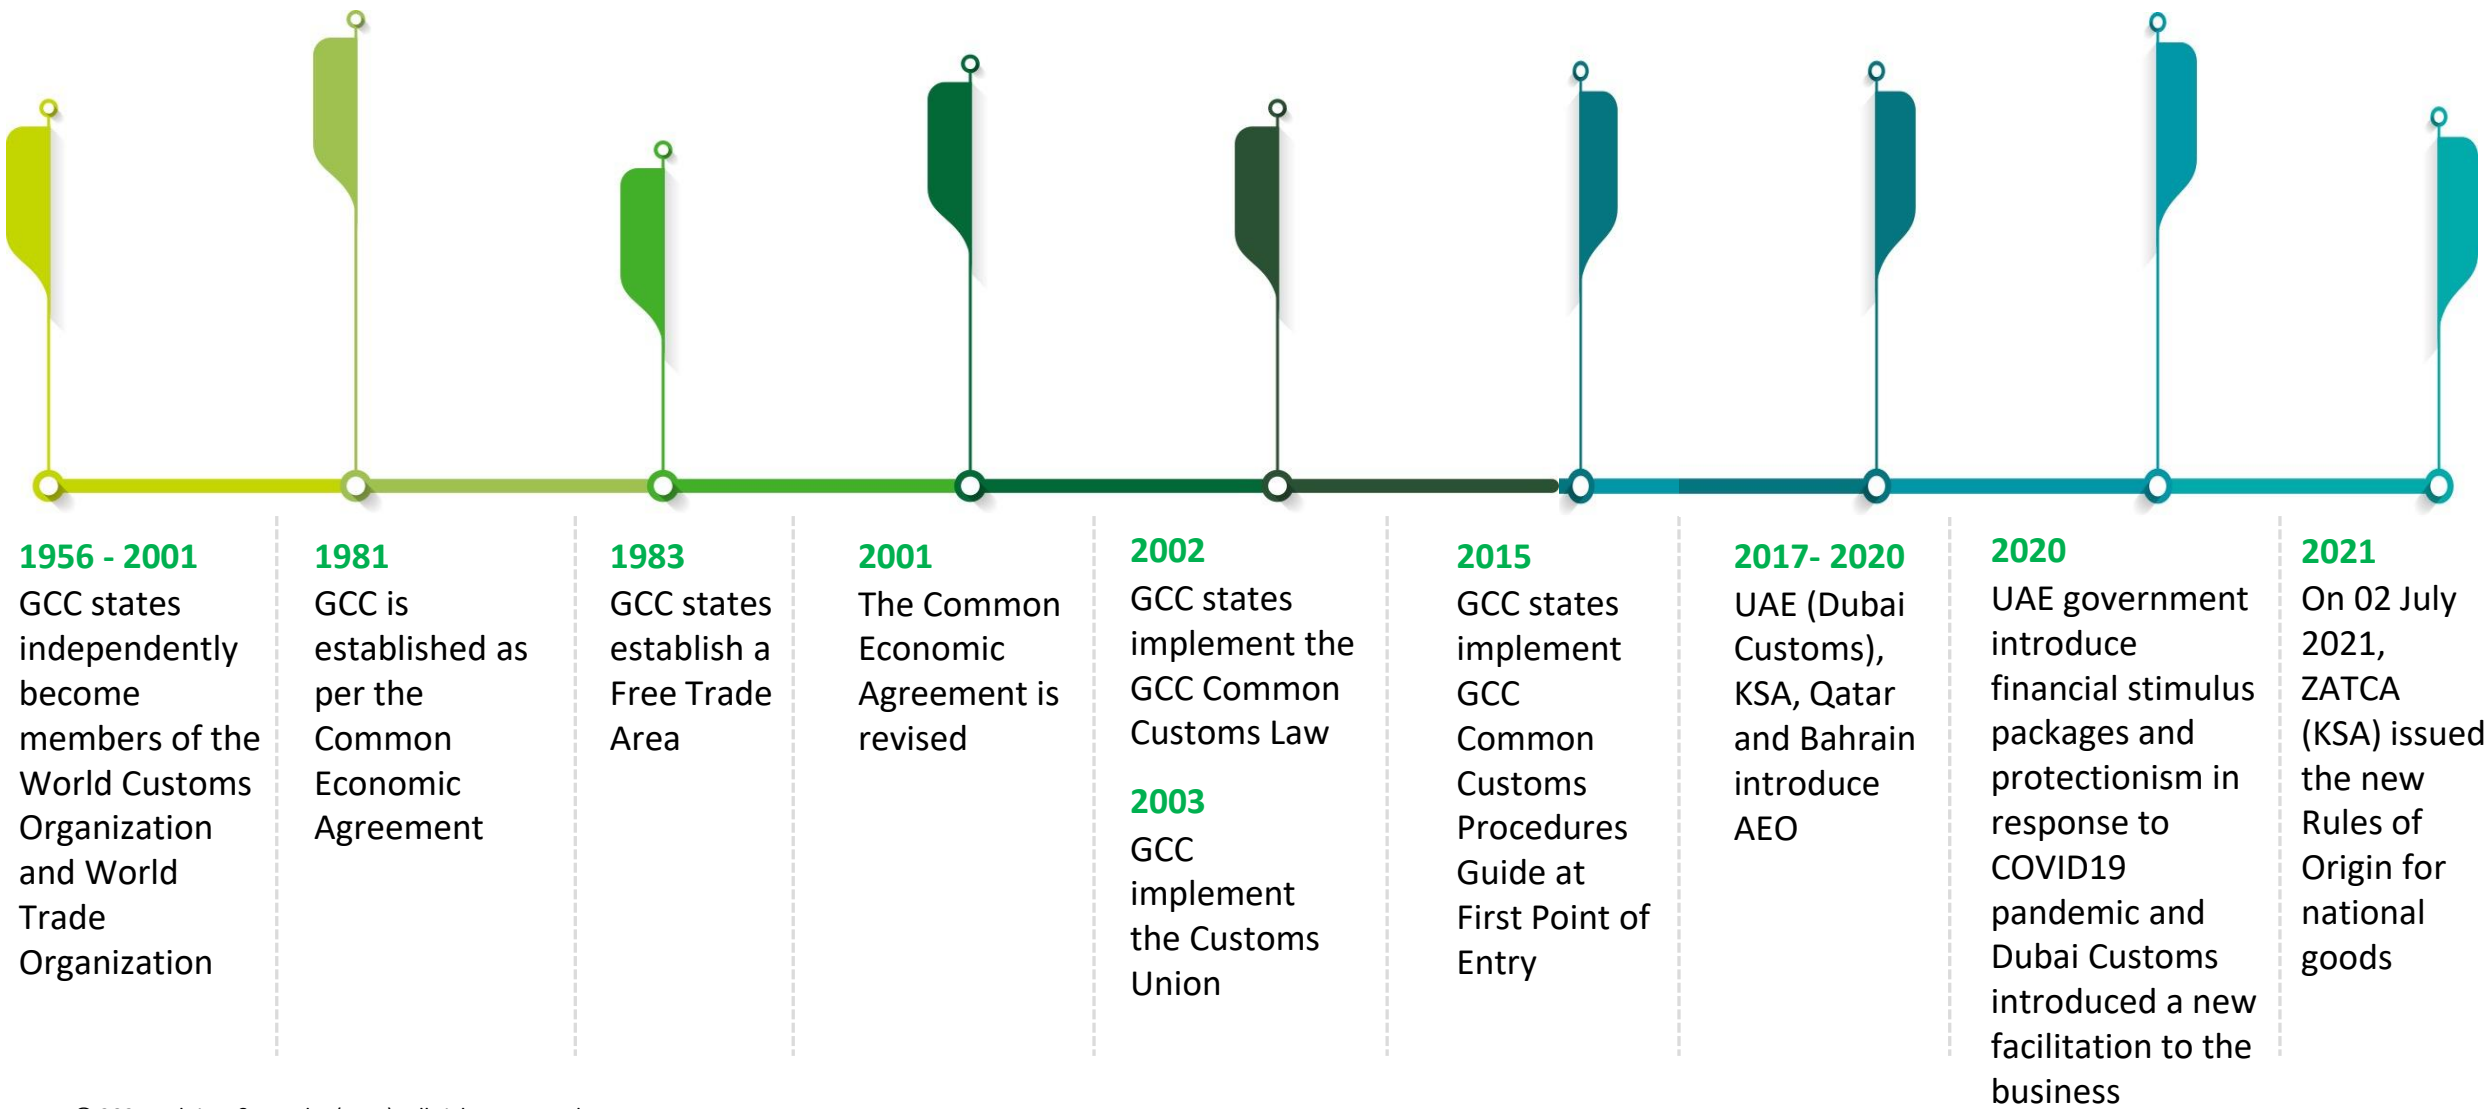 1956 - 2001
GCC states
independently
become
members of the
World Customs
Organization
and World
Trade
Organization
1981
GCC is
established as
per the
Common
Economic
Agreement
1983
GCC states
establish a
Free Trade
Area
2001
The Common
Economic
Agreement is
revised
2002
GCC states
implement the
GCC Common
Customs Law
2003
GCC
implement
the Customs
Union
2015
GCC states
implement
GCC
Common
Customs
Procedures
Guide at
First Point of
Entry
2017- 2020
UAE (Dubai
Customs),
KSA, Qatar
and Bahrain
introduce
AEO
2020
UAE government
introduce
financial stimulus
packages and
protectionism in
response to
COVID19
pandemic and
Dubai Customs
introduced a new
facilitation to the
business
2021
On 02 July
2021,
ZATCA
(KSA) issued
the new
Rules of
Origin for
national
goods